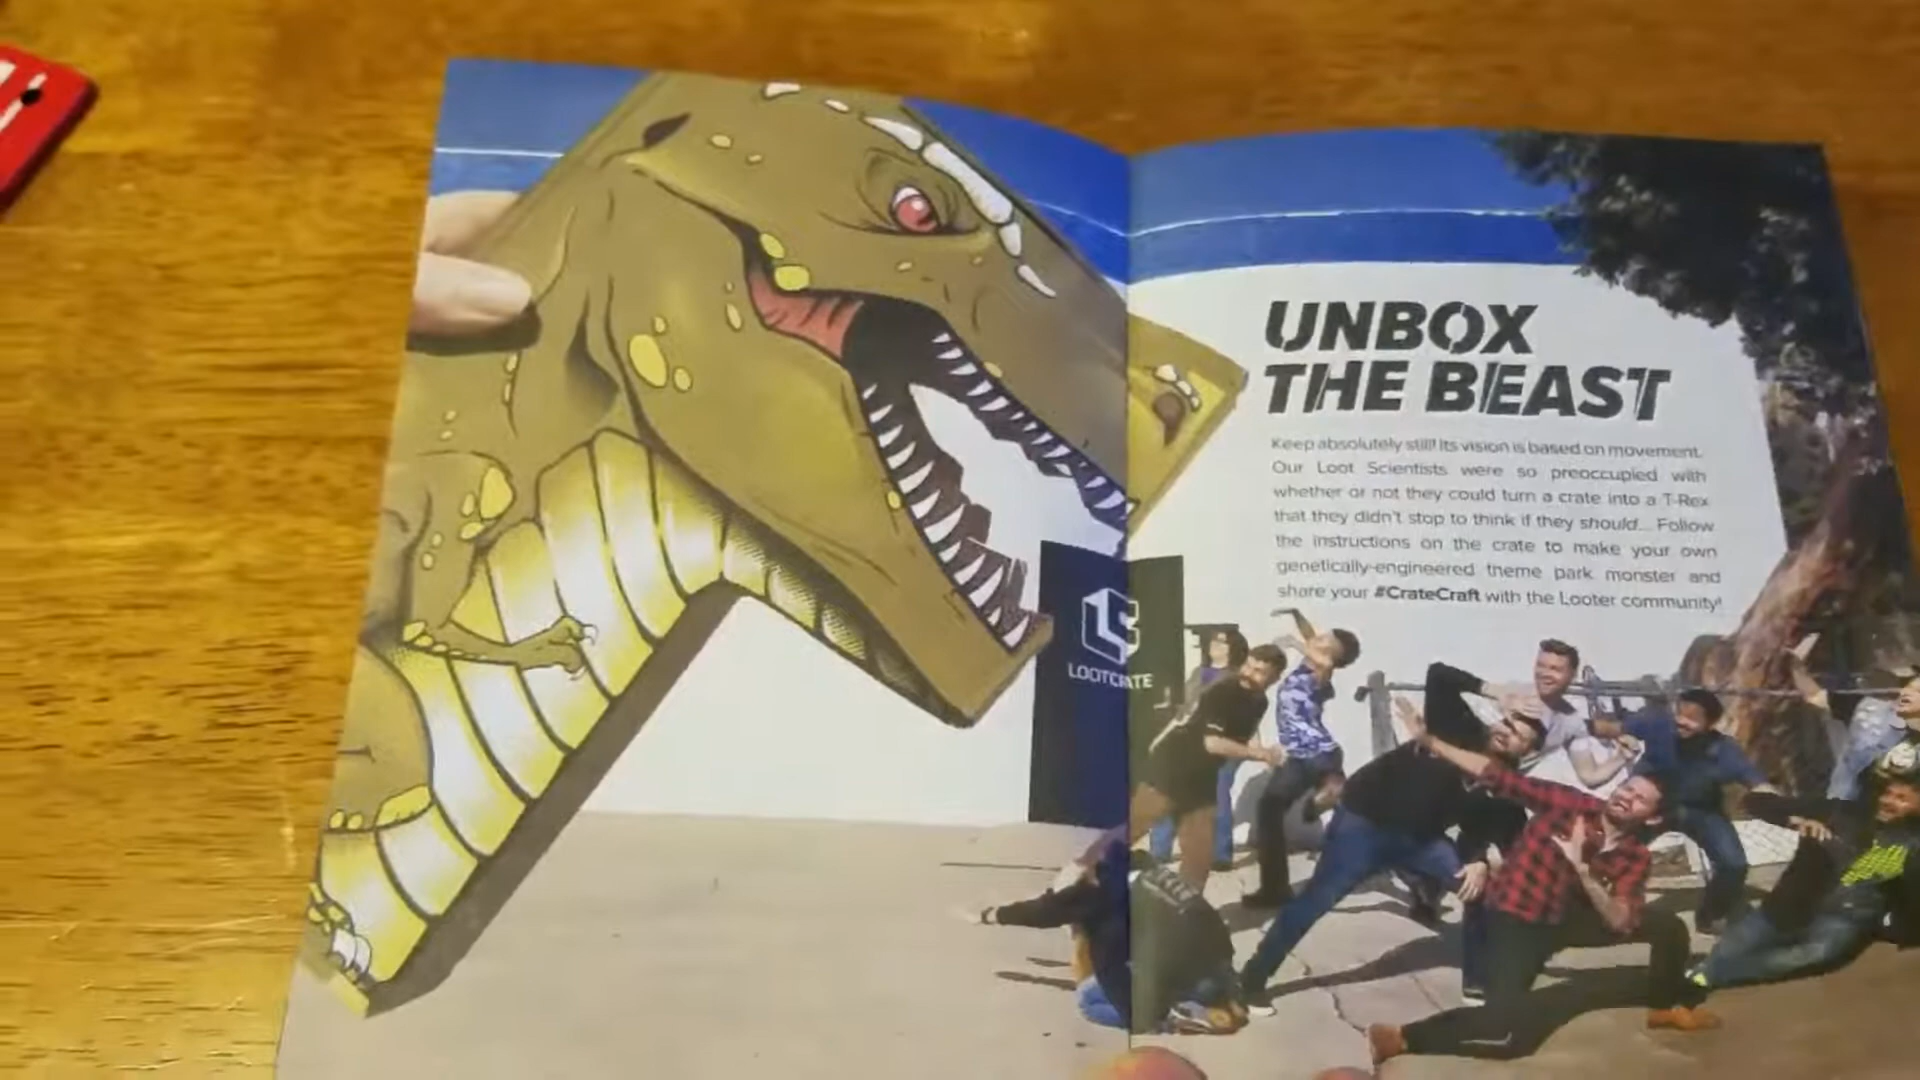 UNBOX
THE BEAST
Keep absolutely still! Its vision is based on movement.
Our Loot Scientists were so preoccupied with
whether or not they could turn a crate into a T-Rex
that they didn't stop to think if they should... Follow
the instructions on the crate to make your own
genetically-engineered theme park monster and
share your #CrateCraft with the Looter community!
LOOTCRATE